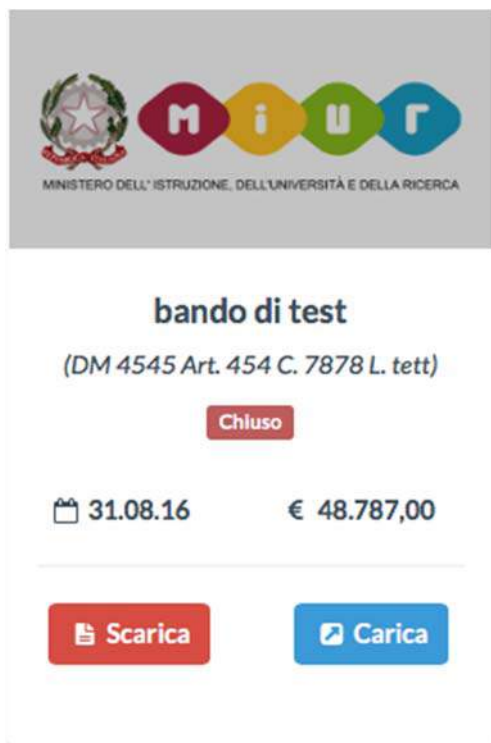 miur
MINISTERO DELL' ISTRUZIONE, DELL'UNIVERSITÀ E DELLA RICERCA
bando di test
(DM 4545 Art. 454 C. 7878 L. tett)
Chiuso
31.08.16 € 48.787,00
Scarica Carica